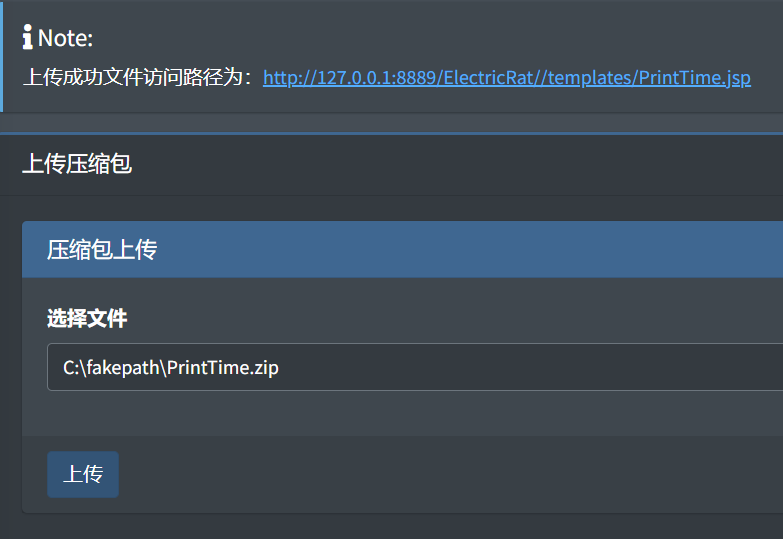 Note:
上传成功文件访问路径为：http://127.0.0.1:8889/ElectricRat//templates/PrintTime.jsp
上传压缩包
压缩包上传
选择文件
C:\fakepath\PrintTime.zip
上传